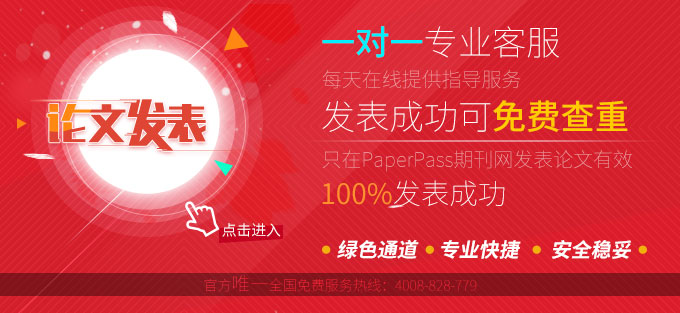 论文发表
点击进入
一对一专业客服
每天在线提供指导服务
发表成功可免费查重
只在PaperPass期刊网发表论文有效
100%发表成功
• 绿色通道 • 专业快捷 • 安全稳妥 •
官方唯一全国免费服务热线：4008-828-779